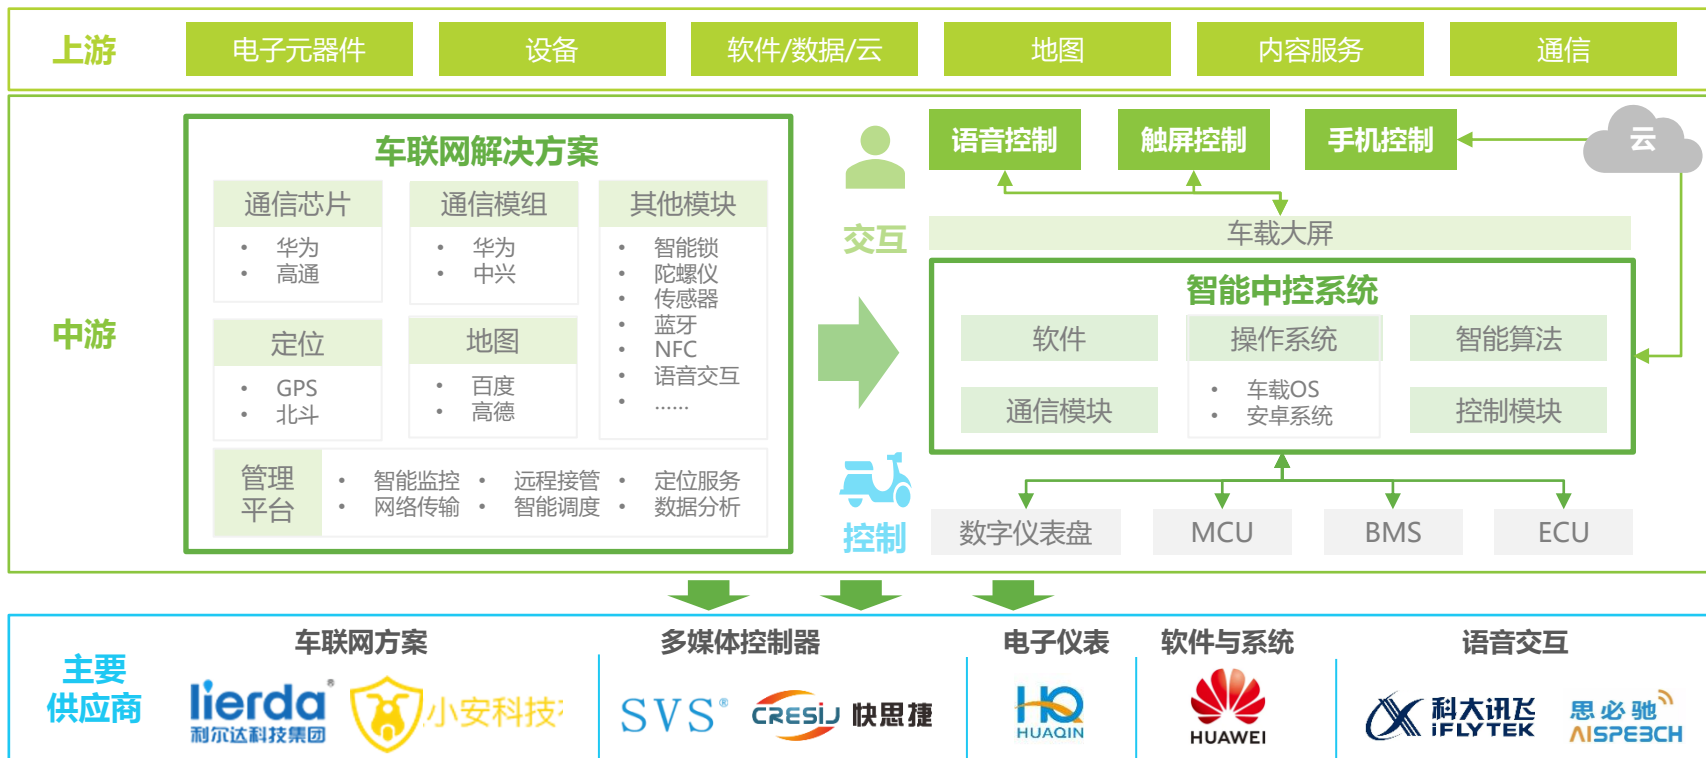 上游
电子元器件
设备
软件/数据/云
地图
内容服务
通信
中游
车联网解决方案
通信芯片
• 华为
• 高通
通信模组
• 华为
• 中兴
其他模块
• 智能锁
• 陀螺仪
• 传感器
• 蓝牙
• NFC
• 语音交互
• ……
定位
• GPS
• 北斗
地图
• 百度
• 高德
管理
平台
• 智能监控
• 网络传输
• 远程接管
• 智能调度
• 定位服务
• 数据分析
交互
语音控制
触屏控制
手机控制
云
车载大屏
智能中控系统
软件
操作系统
• 车载OS
• 安卓系统
智能算法
通信模块
控制模块
控制
数字仪表盘
MCU
BMS
ECU
主要
供应商
车联网方案
lierda®
利尔达科技集团
小安科技
多媒体控制器
SVS®
CRESIJ 快思捷
电子仪表
HQ
HUAQIN
软件与系统
HUAWEI
语音交互
科大讯飞
iFLYTEK
思必驰
AISPEECH